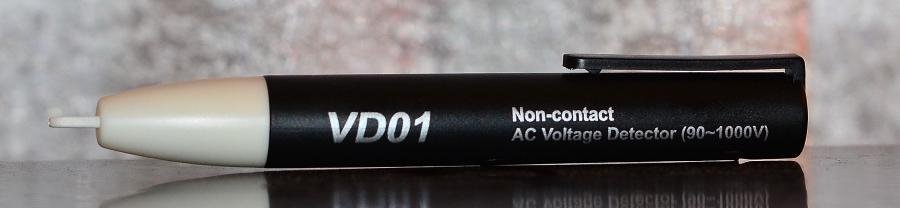 VD01
Non-contact
AC Voltage Detector (90~1000V)